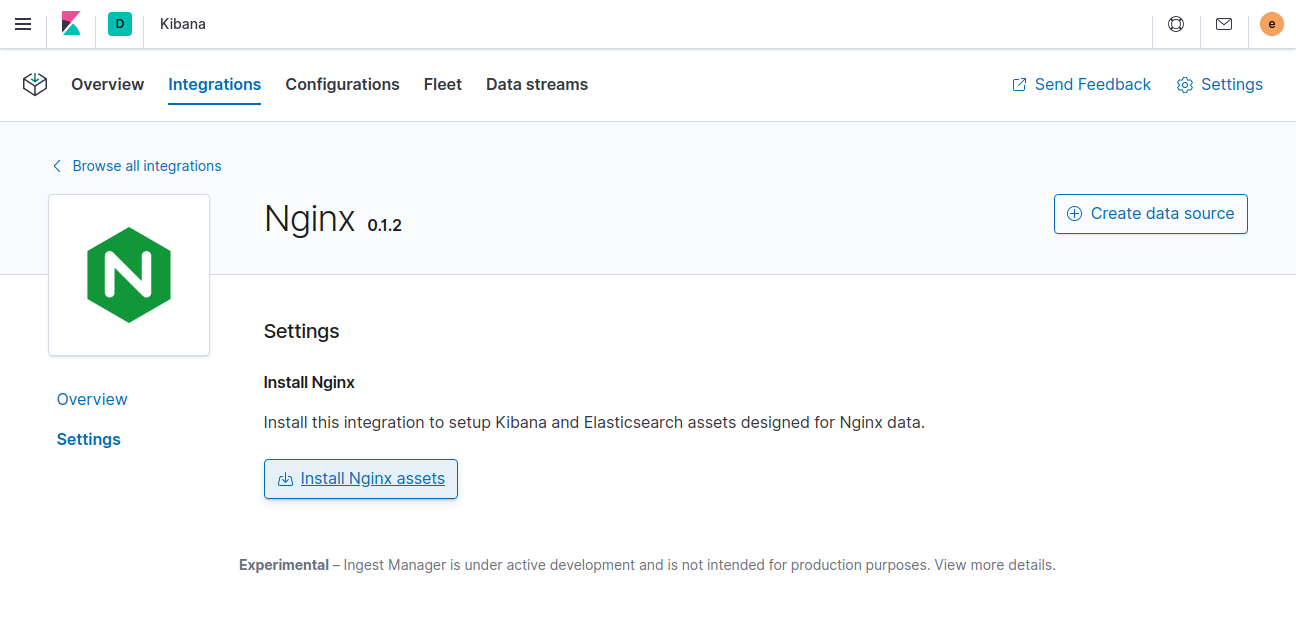 D Kibana e
Overview Integrations Configurations Fleet Data streams Send Feedback Settings
Browse all integrations
Nginx 0.1.2 Create data source
N
Settings
Install Nginx
Overview
Install this integration to setup Kibana and Elasticsearch assets designed for Nginx data.
Settings
Install Nginx assets
Experimental – Ingest Manager is under active development and is not intended for production purposes. View more details.